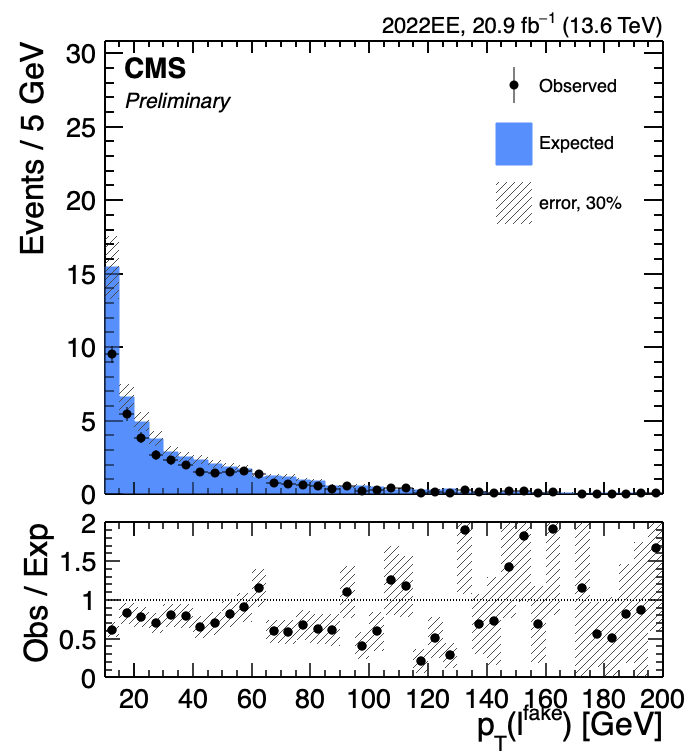 2022EE, 20.9 fb⁻¹ (13.6 TeV)
CMS
Preliminary
Observed
Expected
error, 30%
Events / 5 GeV
30
25
20
15
10
5
0
Obs / Exp
2
1.5
1
0.5
0
20 40 60 80 100 120 140 160 180 200
p_T(l^fake) [GeV]